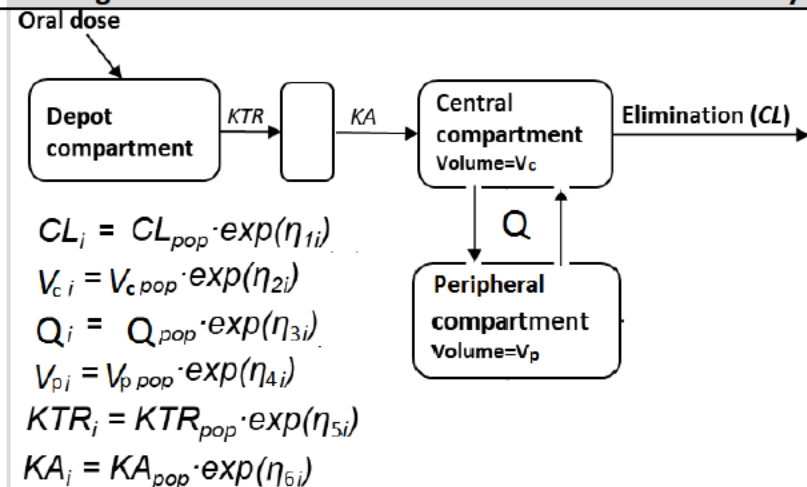 Oral dose
Depot
compartment
KTR
KA
Central
compartment
Volume=Vc
Elimination (CL)
Q
Peripheral
compartment
Volume=Vp
CLi = CLpop·exp(η1i)
Vc i = Vc pop·exp(η2i)
Qi = Qpop·exp(η3i)
Vpi = Vp pop·exp(η4i)
KTRi = KTRpop·exp(η5i)
KAi = KApop·exp(η6i)